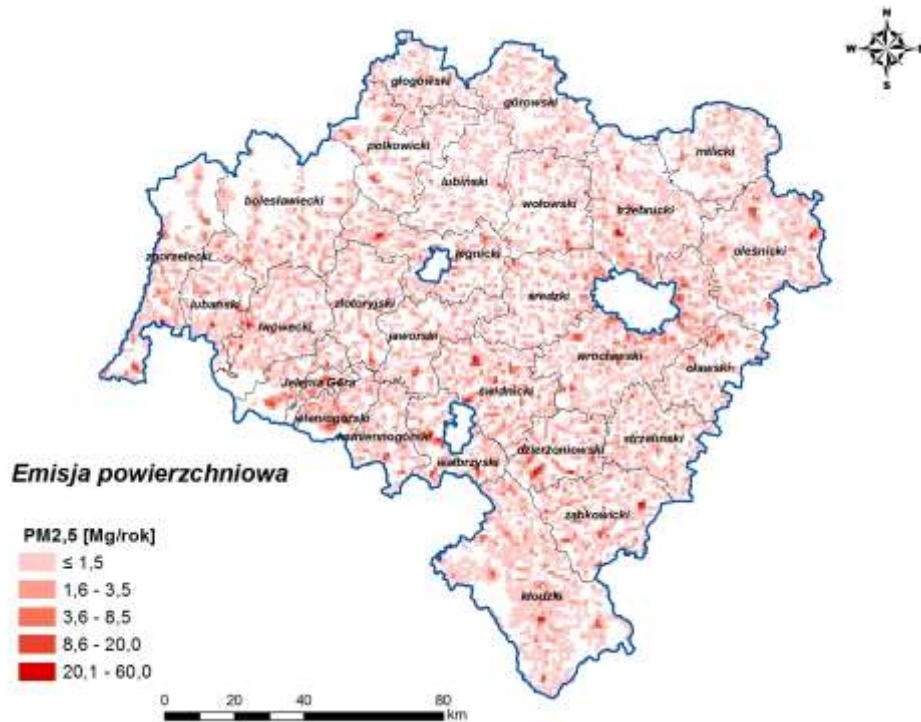 N
W
E
S
głogowski
górowski
polkowicki
milicki
lubiński
bolesławiecki
wołowski
trzebnicki
oleśnicki
zgorzelecki
legnicki
lubański
złotoryjski
średzki
lwówecki
jaworski
wrocławski
oławski
Jelenia Góra
świdnicki
jeleniogórski
kamiennogórski
strzeliński
dzierżoniowski
wałbrzyski
Emisja powierzchniowa
ząbkowicki
PM2,5 [Mg/rok]
≤ 1,5
1,6 - 3,5
kłodzki
3,6 - 8,5
8,6 - 20,0
20,1 - 60,0
0 20 40 80
km